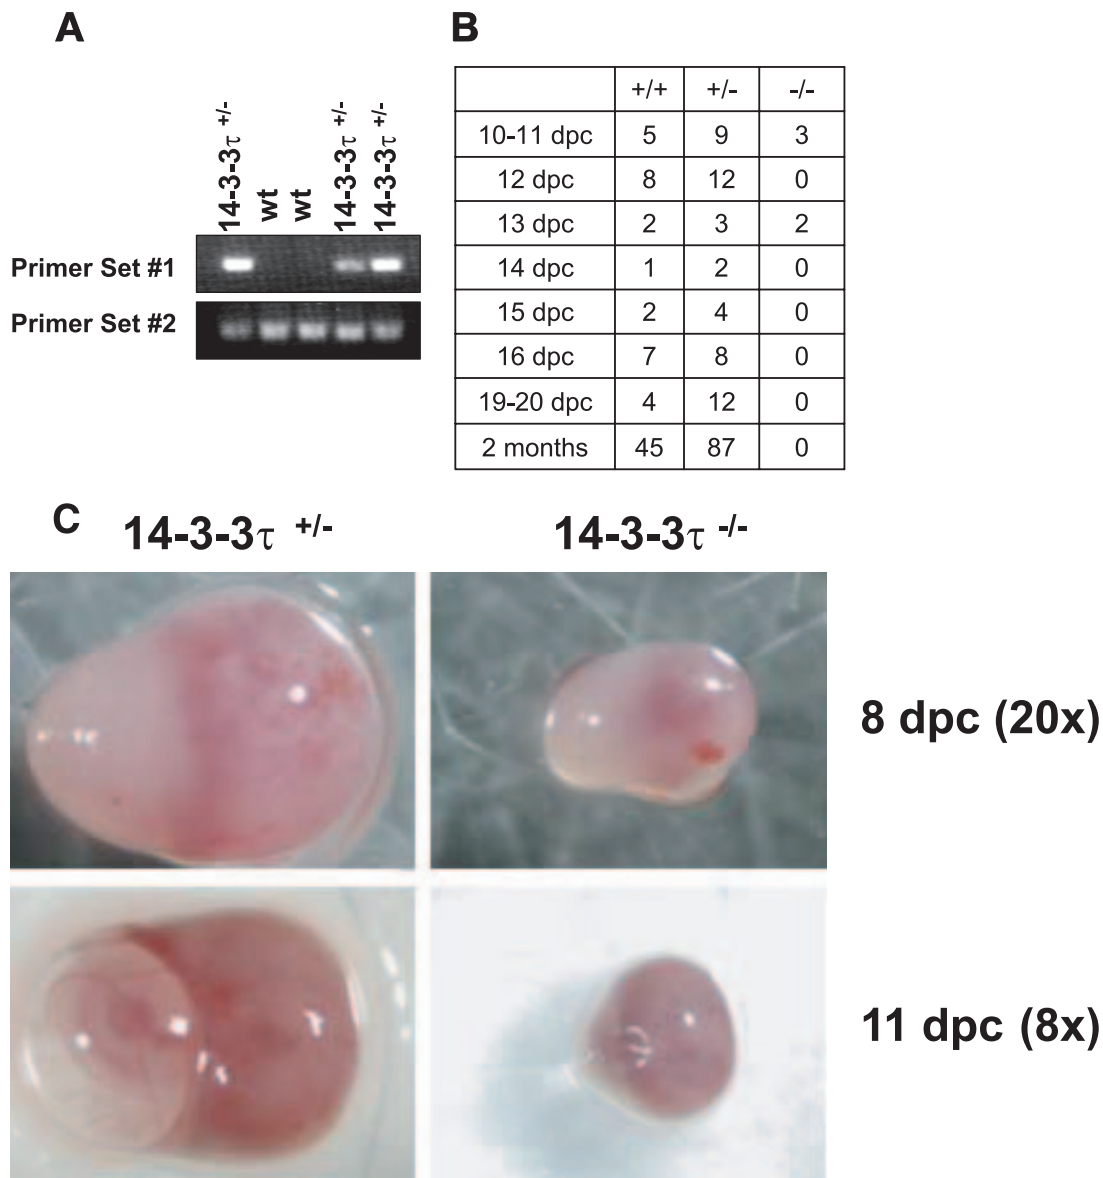 A
14-3-3τ +/-
wt
wt
14-3-3τ +/-
14-3-3τ +/-
Primer Set #1
Primer Set #2
B
+/+ +/- -/-
10-11 dpc 5 9 3
12 dpc 8 12 0
13 dpc 2 3 2
14 dpc 1 2 0
15 dpc 2 4 0
16 dpc 7 8 0
19-20 dpc 4 12 0
2 months 45 87 0
C
14-3-3τ +/-
14-3-3τ -/-
8 dpc (20x)
11 dpc (8x)